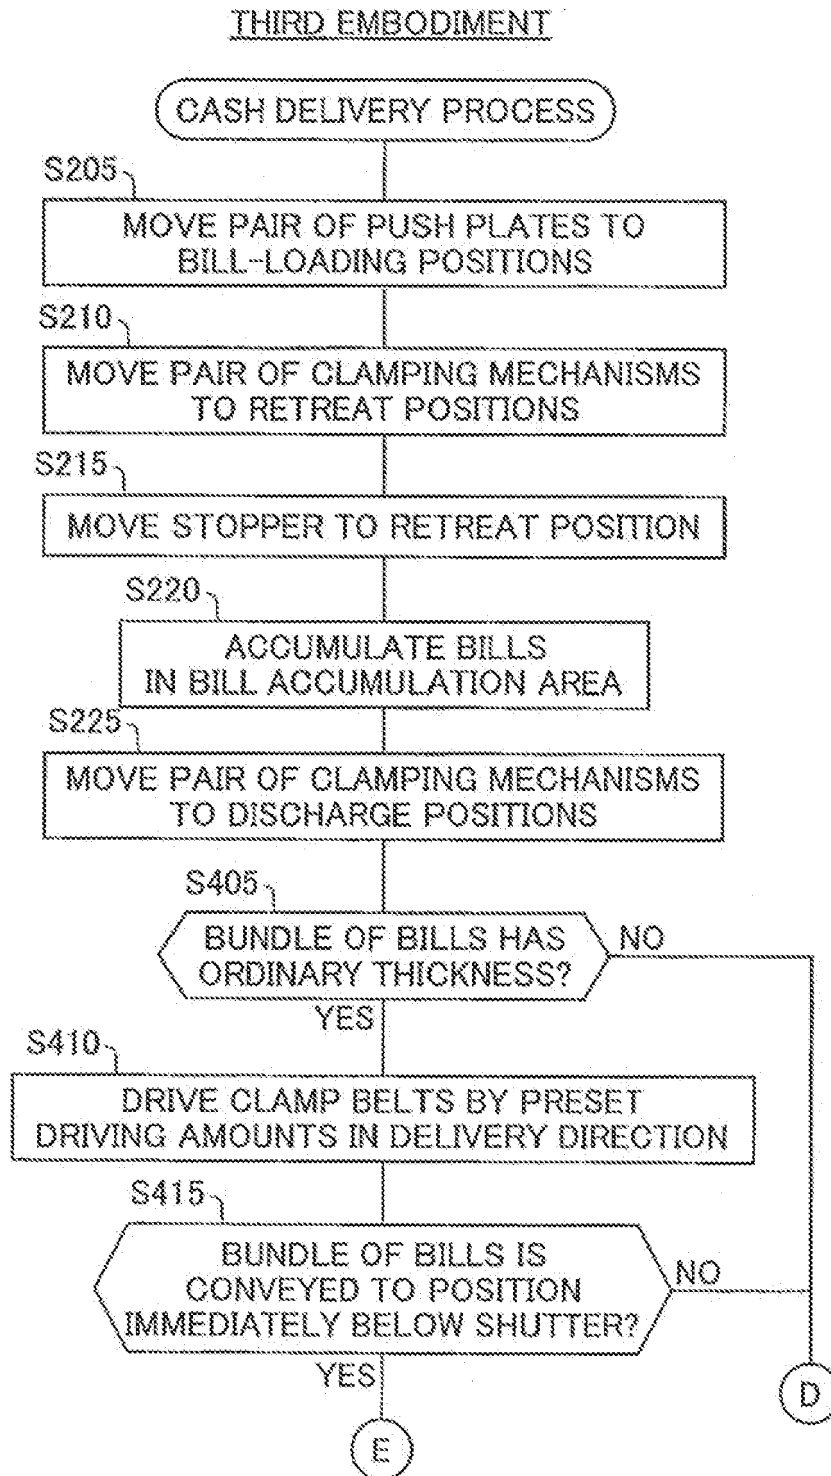 THIRD EMBODIMENT
CASH DELIVERY PROCESS
S205
MOVE PAIR OF PUSH PLATES TO
BILL-LOADING POSITIONS
S210
MOVE PAIR OF CLAMPING MECHANISMS
TO RETREAT POSITIONS
S215
MOVE STOPPER TO RETREAT POSITION
S220
ACCUMULATE BILLS
IN BILL ACCUMULATION AREA
S225
MOVE PAIR OF CLAMPING MECHANISMS
TO DISCHARGE POSITIONS
S405
BUNDLE OF BILLS HAS
ORDINARY THICKNESS?
NO
YES
S410
DRIVE CLAMP BELTS BY PRESET
DRIVING AMOUNTS IN DELIVERY DIRECTION
S415
BUNDLE OF BILLS IS
CONVEYED TO POSITION
IMMEDIATELY BELOW SHUTTER?
NO
YES
D
E